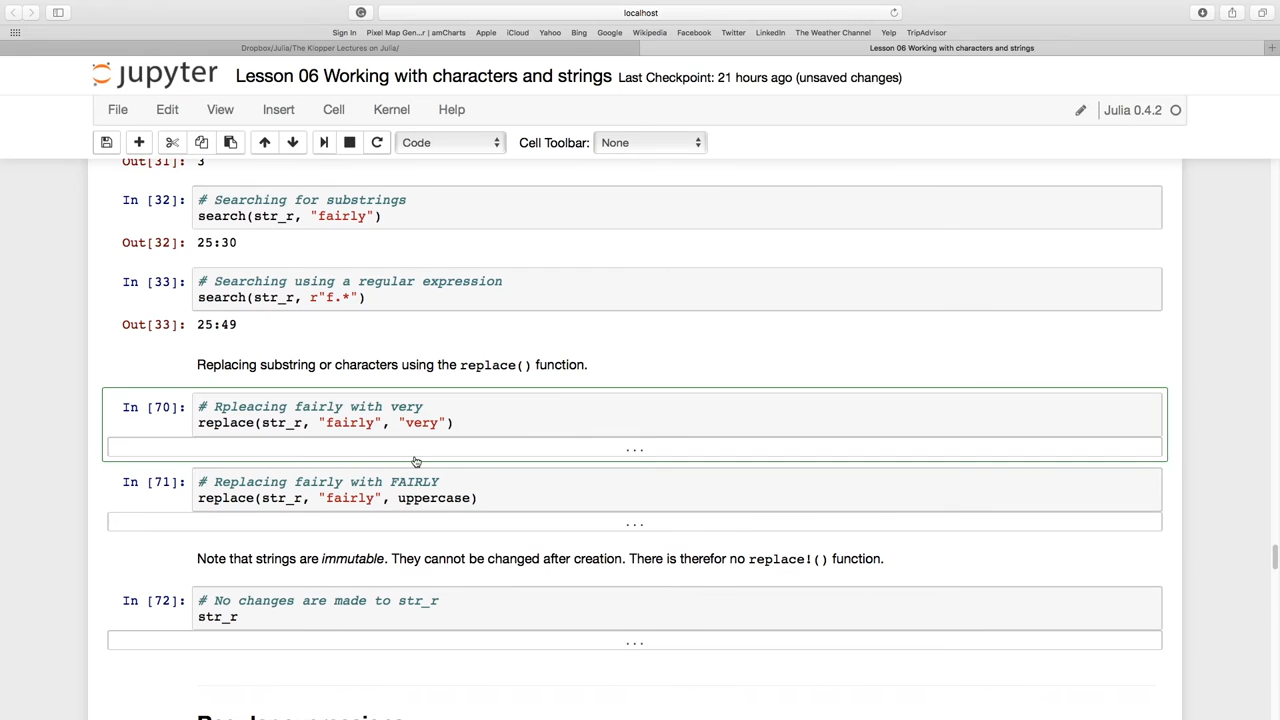 localhost
Sign In Pixel Map Gen...r | amCharts Apple iCloud Yahoo Bing Google Wikipedia Facebook Twitter LinkedIn The Weather Channel Yelp TripAdvisor
Dropbox/Julia/The Klopper Lectures on Julia/ Lesson 06 Working with characters and strings
jupyter Lesson 06 Working with characters and strings Last Checkpoint: 21 hours ago (unsaved changes)
File Edit View Insert Cell Kernel Help Julia 0.4.2
Code Cell Toolbar: None
Out[31]: 3
In [32]: # Searching for substrings
search(str_r, "fairly")
Out[32]: 25:30
In [33]: # Searching using a regular expression
search(str_r, r"f.*")
Out[33]: 25:49
Replacing substring or characters using the replace() function.
In [70]: # Rpleacing fairly with very
replace(str_r, "fairly", "very")
...
In [71]: # Replacing fairly with FAIRLY
replace(str_r, "fairly", uppercase)
...
Note that strings are immutable. They cannot be changed after creation. There is therefor no replace!() function.
In [72]: # No changes are made to str_r
str_r
...
Regular expressions